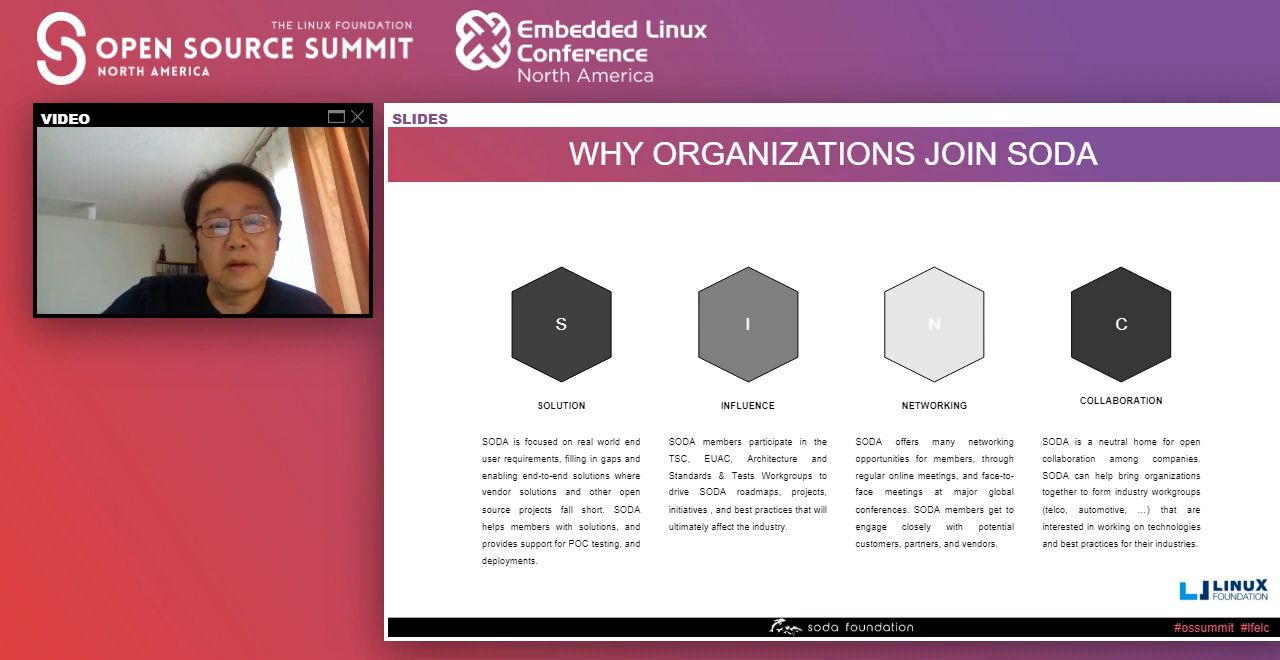 THE LINUX FOUNDATION
OPEN SOURCE SUMMIT
NORTH AMERICA
Embedded Linux
Conference
North America
VIDEO
SLIDES
WHY ORGANIZATIONS JOIN SODA
S
I
N
C
SOLUTION
INFLUENCE
NETWORKING
COLLABORATION
SODA is focused on real world end
user requirements, filling in gaps and
enabling end-to-end solutions where
vendor solutions and other open
source projects fall short. SODA
helps members with solutions, and
provides support for POC testing, and
deployments.
SODA members participate in the
TSC, EUAC, Architecture and
Standards & Tests Workgroups to
drive SODA roadmaps, projects,
initiatives , and best practices that will
ultimately affect the industry.
SODA offers many networking
opportunities for members, through
regular online meetings, and face-to-
face meetings at major global
conferences. SODA members get to
engage closely with potential
customers, partners, and vendors.
SODA is a neutral home for open
collaboration among companies.
SODA can help bring organizations
together to form industry workgroups
(telco, automotive, ...) that are
interested in working on technologies
and best practices for their industries.
LINUX
FOUNDATION
soda foundation
#ossummit #lfelc